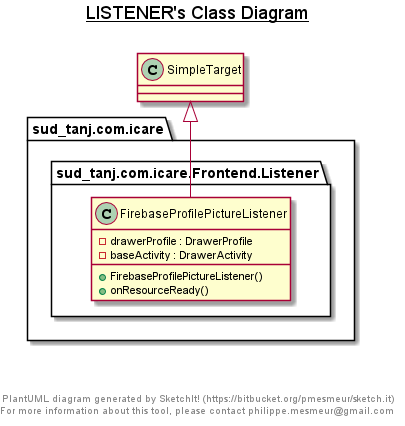 LISTENER's Class Diagram
C SimpleTarget
sud_tanj.com.icare
sud_tanj.com.icare.Frontend.Listener
C FirebaseProfilePictureListener
drawerProfile : DrawerProfile
baseActivity : DrawerActivity
FirebaseProfilePictureListener()
onResourceReady()
PlantUML diagram generated by SketchIt! (https://bitbucket.org/pmesmeur/sketch.it)
For more information about this tool, please contact philippe.mesmeur@gmail.com